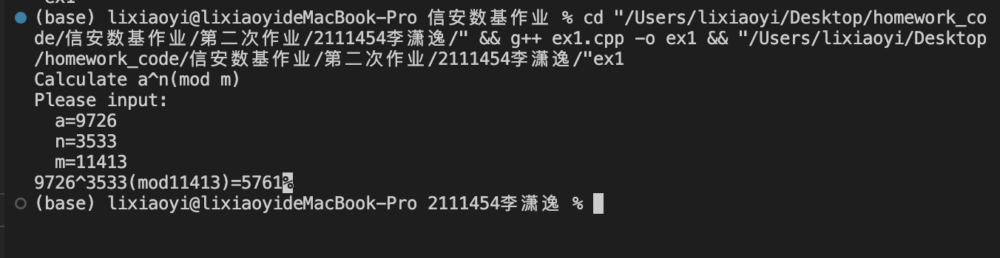 (base) lixiaoyi@lixiaoyideMacBook-Pro 信安数基作业 % cd "/Users/lixiaoyi/Desktop/homework_co
de/信安数基作业/第二次作业/2111454李潇逸/" && g++ ex1.cpp -o ex1 && "/Users/lixiaoyi/Desktop
/homework_code/信安数基作业/第二次作业/2111454李潇逸/"ex1
Calculate a^n(mod m)
Please input:
  a=9726
  n=3533
  m=11413
9726^3533(mod11413)=5761%
(base) lixiaoyi@lixiaoyideMacBook-Pro 2111454李潇逸 %